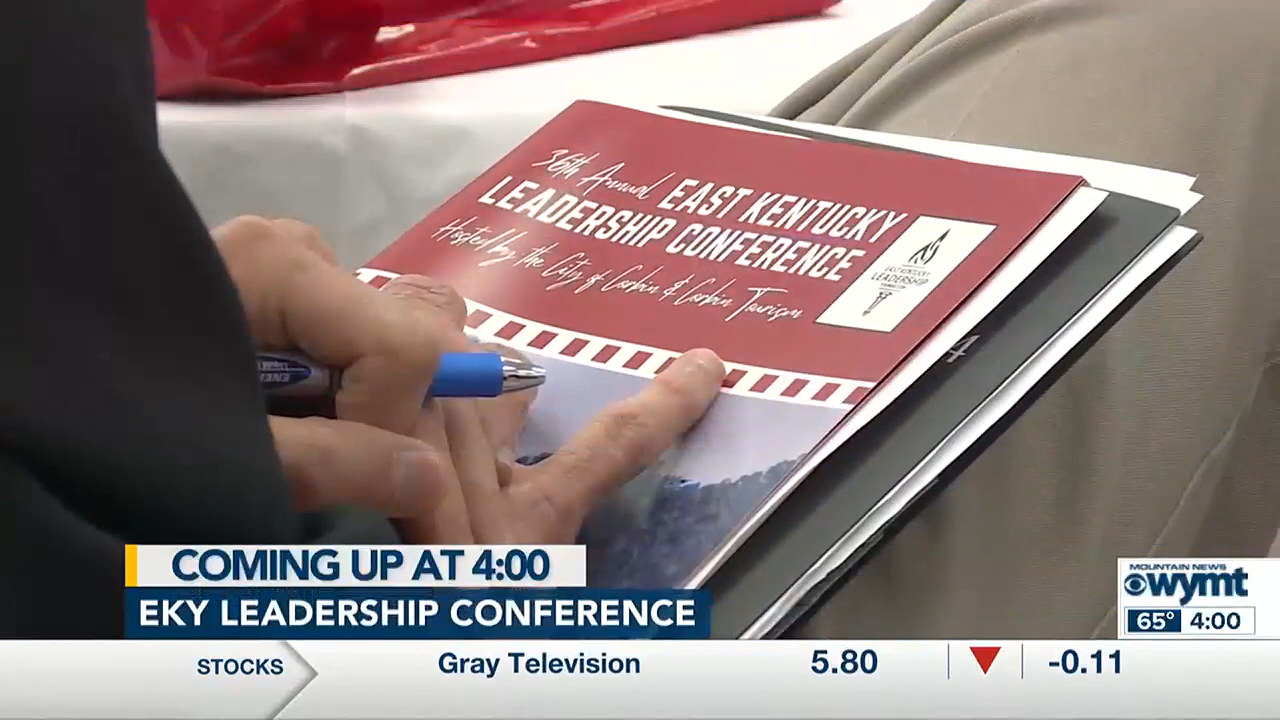 36th Annual EAST KENTUCKY
LEADERSHIP CONFERENCE
Hosted by the City of Corbin & Corbin Tourism
EAST KENTUCKY
LEADERSHIP
4
COMING UP AT 4:00
EKY LEADERSHIP CONFERENCE
MOUNTAIN NEWS
wymt
65° 4:00
STOCKS Gray Television 5.80 -0.11